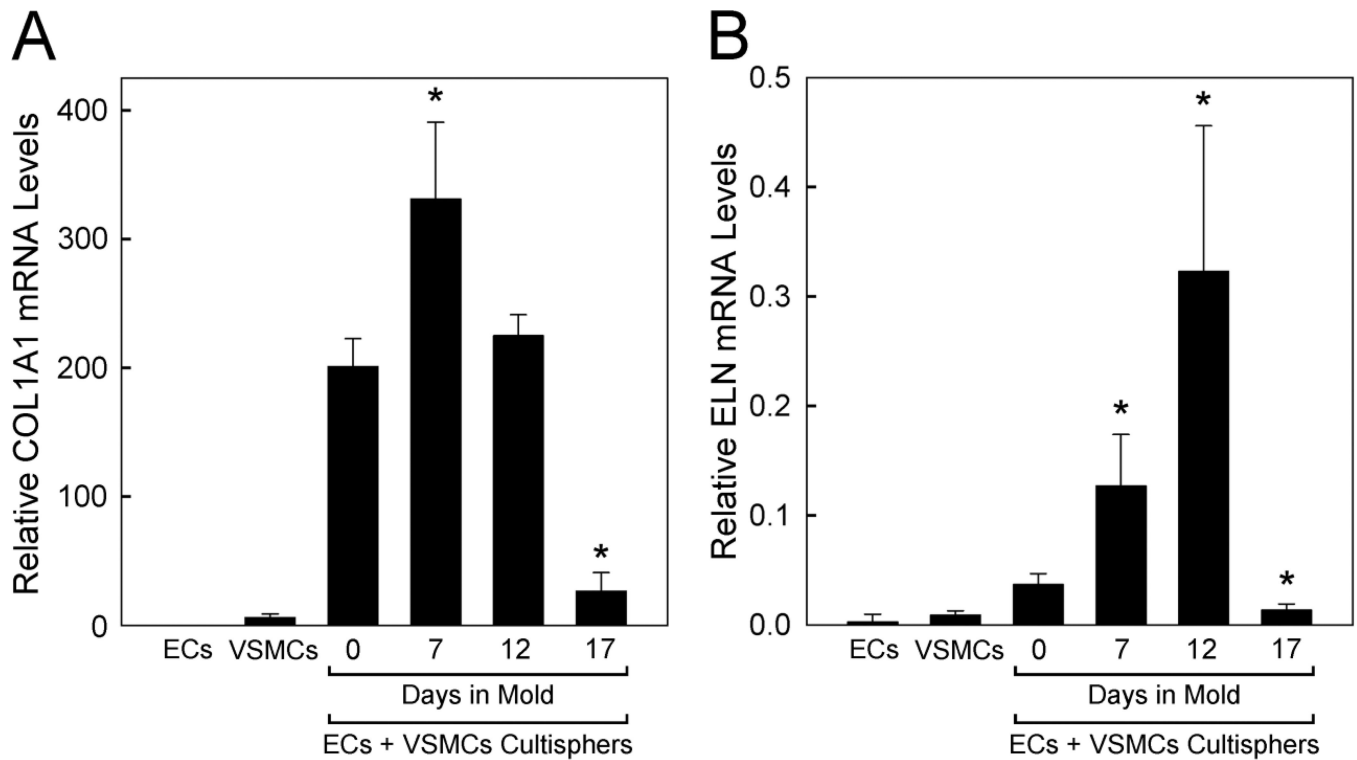 A
Relative COL1A1 mRNA Levels
400
300
200
100
0
*
*
ECs VSMCs 0 7 12 17
Days in Mold
ECs + VSMCs Cultisphers
B
Relative ELN mRNA Levels
0.5
0.4
0.3
0.2
0.1
0.0
*
*
*
ECs VSMCs 0 7 12 17
Days in Mold
ECs + VSMCs Cultisphers